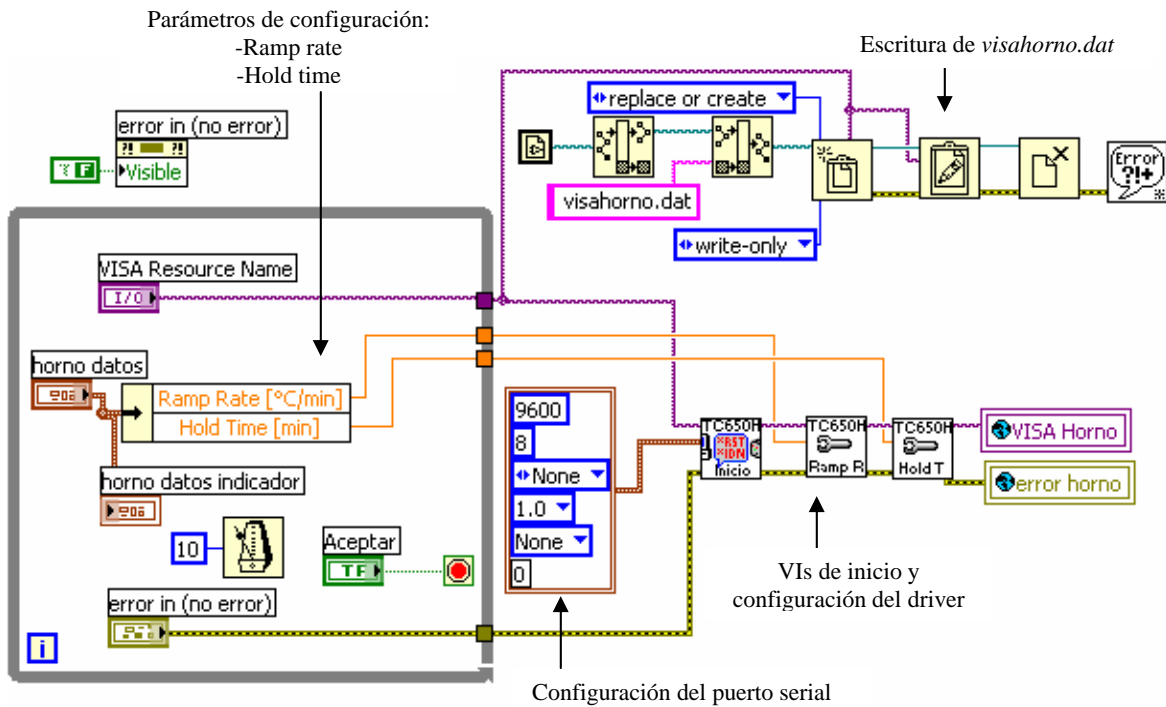 Parámetros de configuración:
-Ramp rate
-Hold time
Escritura de visahorno.dat
replace or create
error in (no error)
?! ?!
F
Visible
Error
?!+
visahorno.dat
write-only
VISA Resource Name
I/O
horno datos
Ramp Rate [°C/min]
Hold Time [min]
horno datos indicador
10
Aceptar
TF
error in (no error)
i
9600
8
None
1.0
None
0
TC650H
*RST
*IDN
Inicio
TC650H
Ramp R
TC650H
Hold T
VISA Horno
error horno
VIs de inicio y
configuración del driver
Configuración del puerto serial